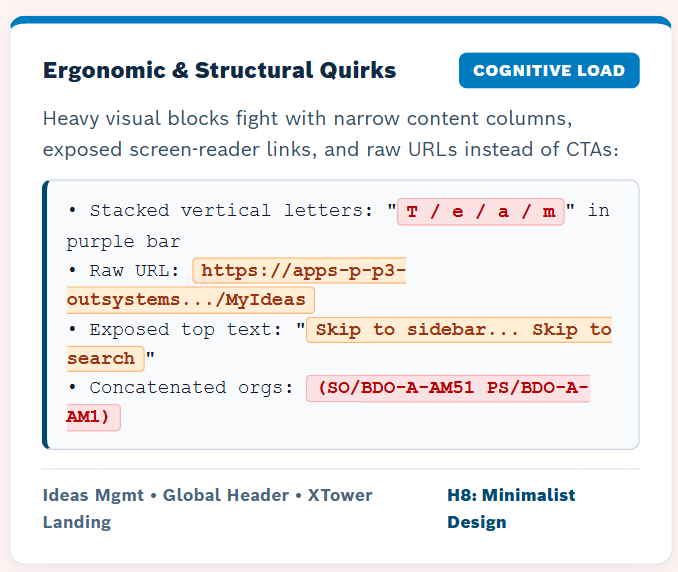 Ergonomic & Structural Quirks
COGNITIVE LOAD
Heavy visual blocks fight with narrow content columns,
exposed screen-reader links, and raw URLs instead of CTAs:
• Stacked vertical letters: "T / e / a / m" in
purple bar
• Raw URL: https://apps-p-p3-
outsystems.../MyIdeas
• Exposed top text: "Skip to sidebar... Skip to
search"
• Concatenated orgs: (SO/BDO-A-AM51 PS/BDO-A-
AM1)
Ideas Mgmt • Global Header • XTower
Landing
H8: Minimalist
Design